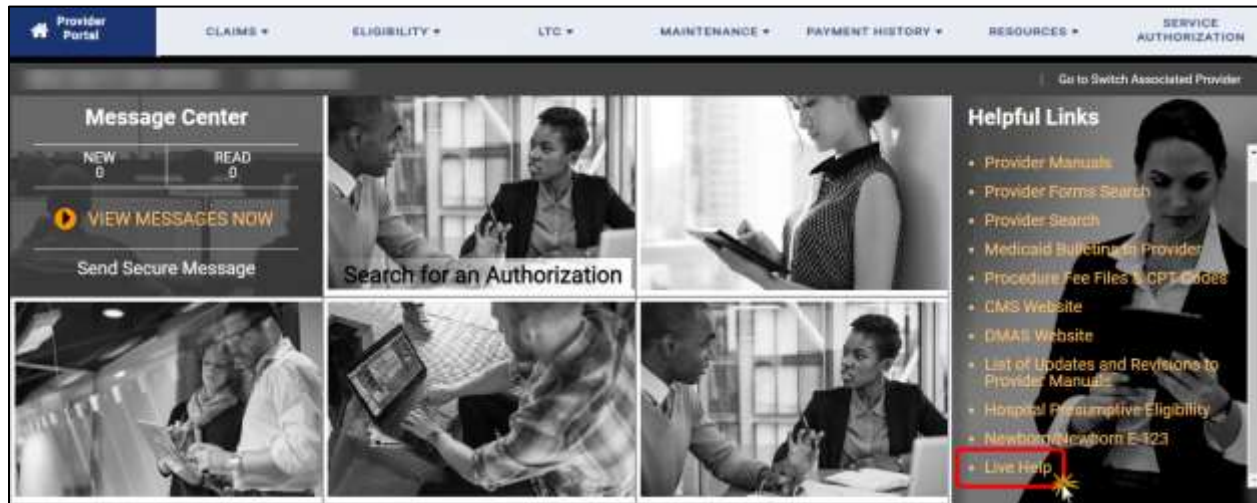 Provider
Portal
CLAIMS
ELIGIBILITY
LTC
MAINTENANCE
PAYMENT HISTORY
RESOURCES
SERVICE
AUTHORIZATION
Go to Switch Associated Provider
Message Center
NEW
0
READ
0
VIEW MESSAGES NOW
Send Secure Message
Search for an Authorization
Helpful Links
• Provider Manuals
• Provider Forms Search
• Provider Search
• Medicaid Bulleting to Provider
• Procedure Fee Files & CPT Codes
• CMS Website
• DMAS Website
• List of Updates and Revisions to
Provider Manuals
• Hospital Presumptive Eligibility
• Newborn/Newborn E-123
• Live Help